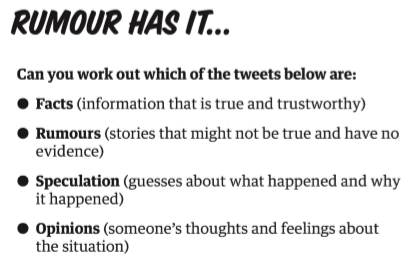 RUMOUR HAS IT...
Can you work out which of the tweets below are:
● Facts (information that is true and trustworthy)
● Rumours (stories that might not be true and have no
evidence)
● Speculation (guesses about what happened and why
it happened)
● Opinions (someone's thoughts and feelings about
the situation)